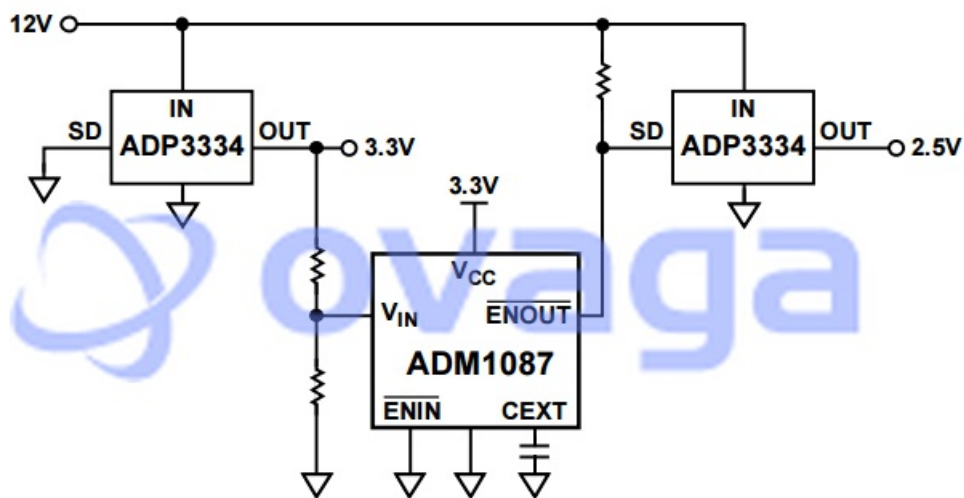 12V
IN
SD
ADP3334
OUT
3.3V
IN
SD
ADP3334
OUT
2.5V
3.3V
ovaga
VCC
VIN
ENOUT
ADM1087
ENIN
CEXT